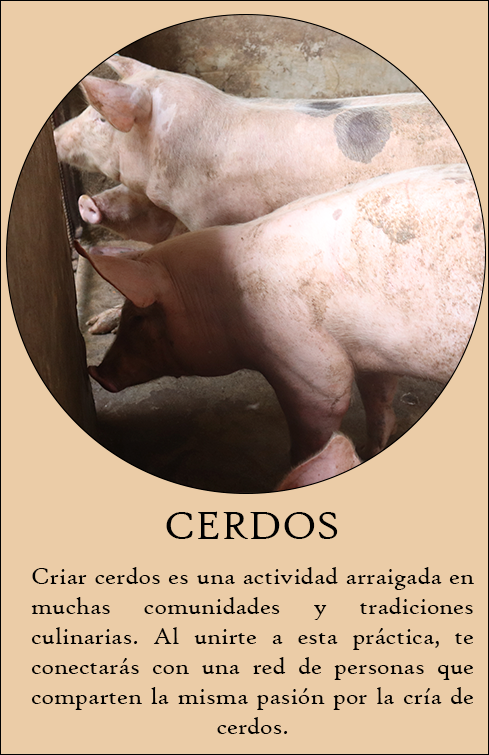 CERDOS
Criar cerdos es una actividad arraigada en
muchas comunidades y tradiciones
culinarias. Al unirte a esta práctica, te
conectarás con una red de personas que
comparten la misma pasión por la cría de
cerdos.